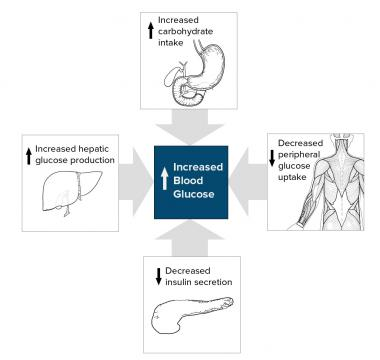 Increased
carbohydrate
intake
Increased hepatic
glucose production
Increased
Blood
Glucose
Decreased
peripheral
glucose
uptake
Decreased
insulin secretion